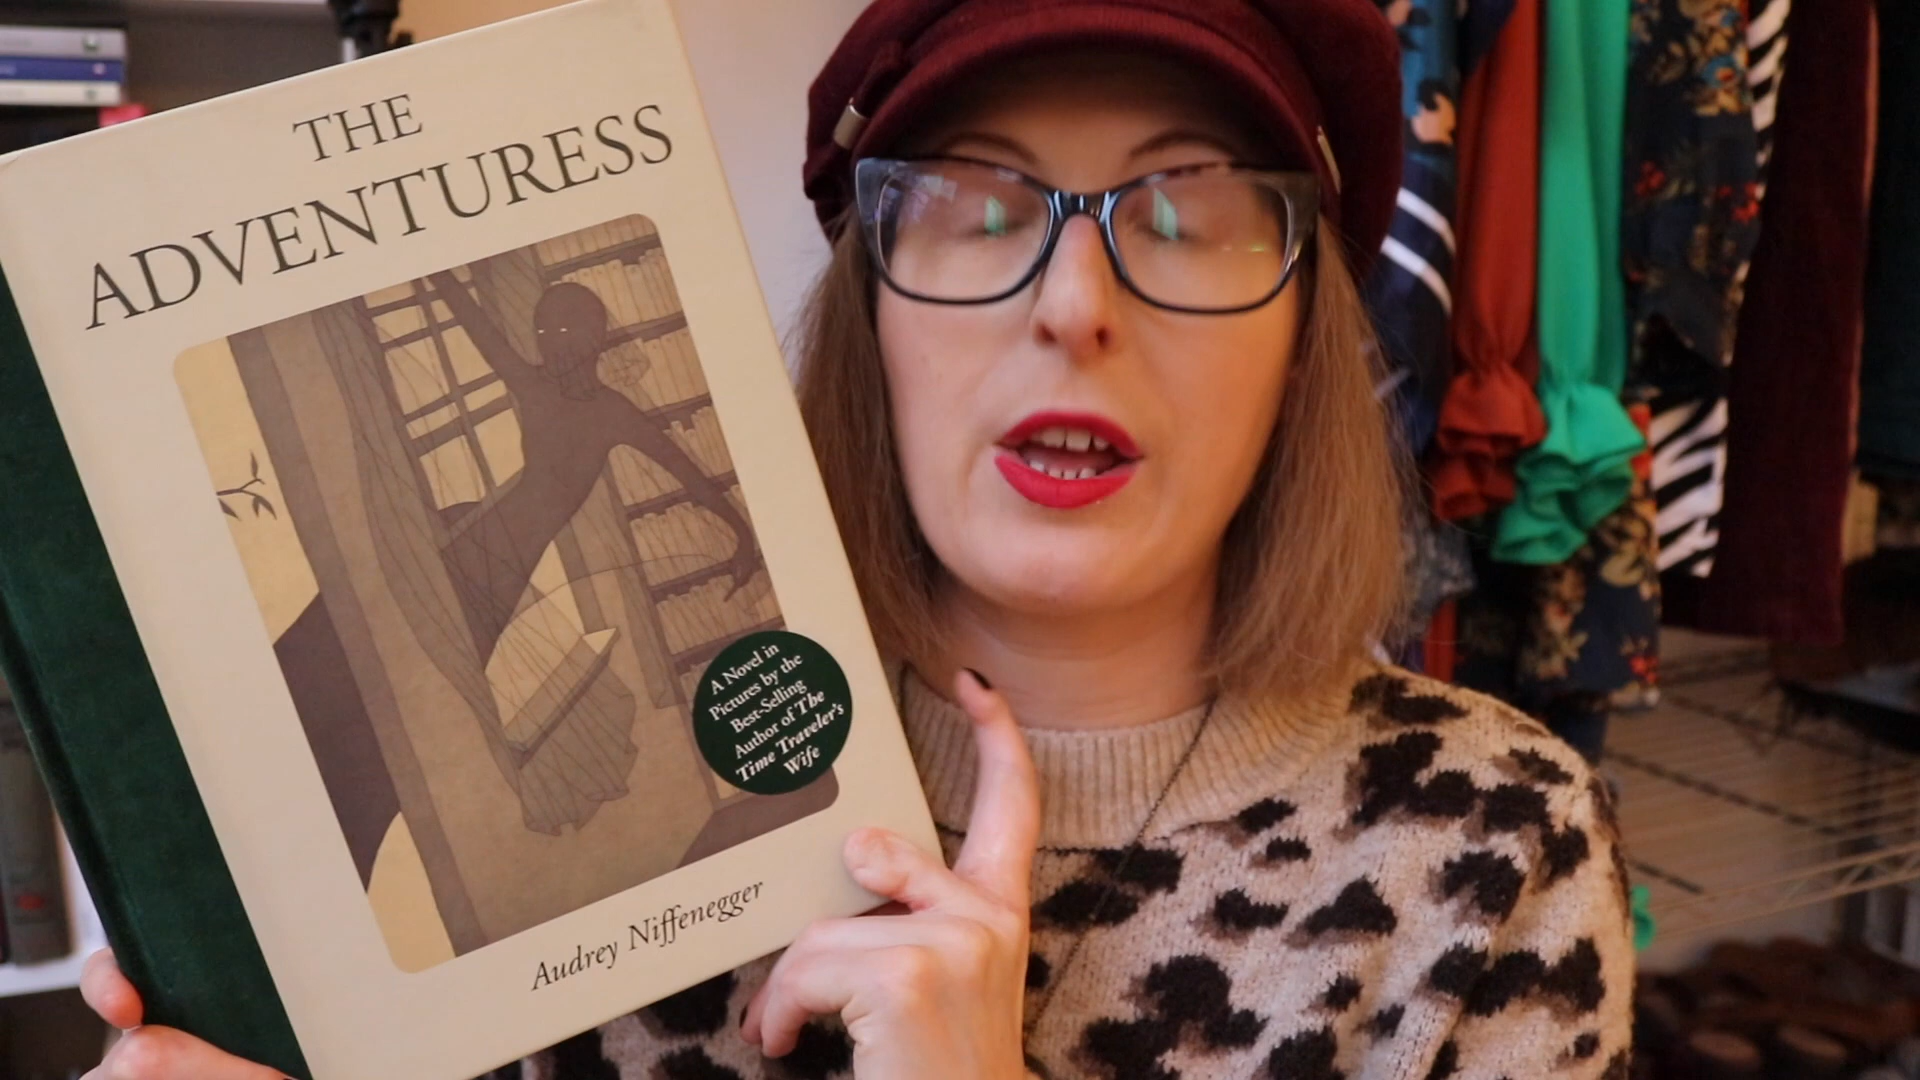 THE
ADVENTURESS
A Novel in
Pictures by the
Best-Selling
Author of The
Time Traveler's
Wife
Audrey Niffenegger